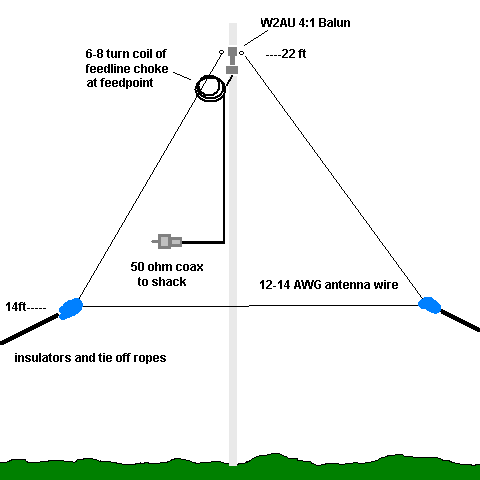 W2AU 4:1 Balun
6-8 turn coil of
feedline choke
at feedpoint
----22 ft
50 ohm coax
to shack
12-14 AWG antenna wire
14ft-----
insulators and tie off ropes